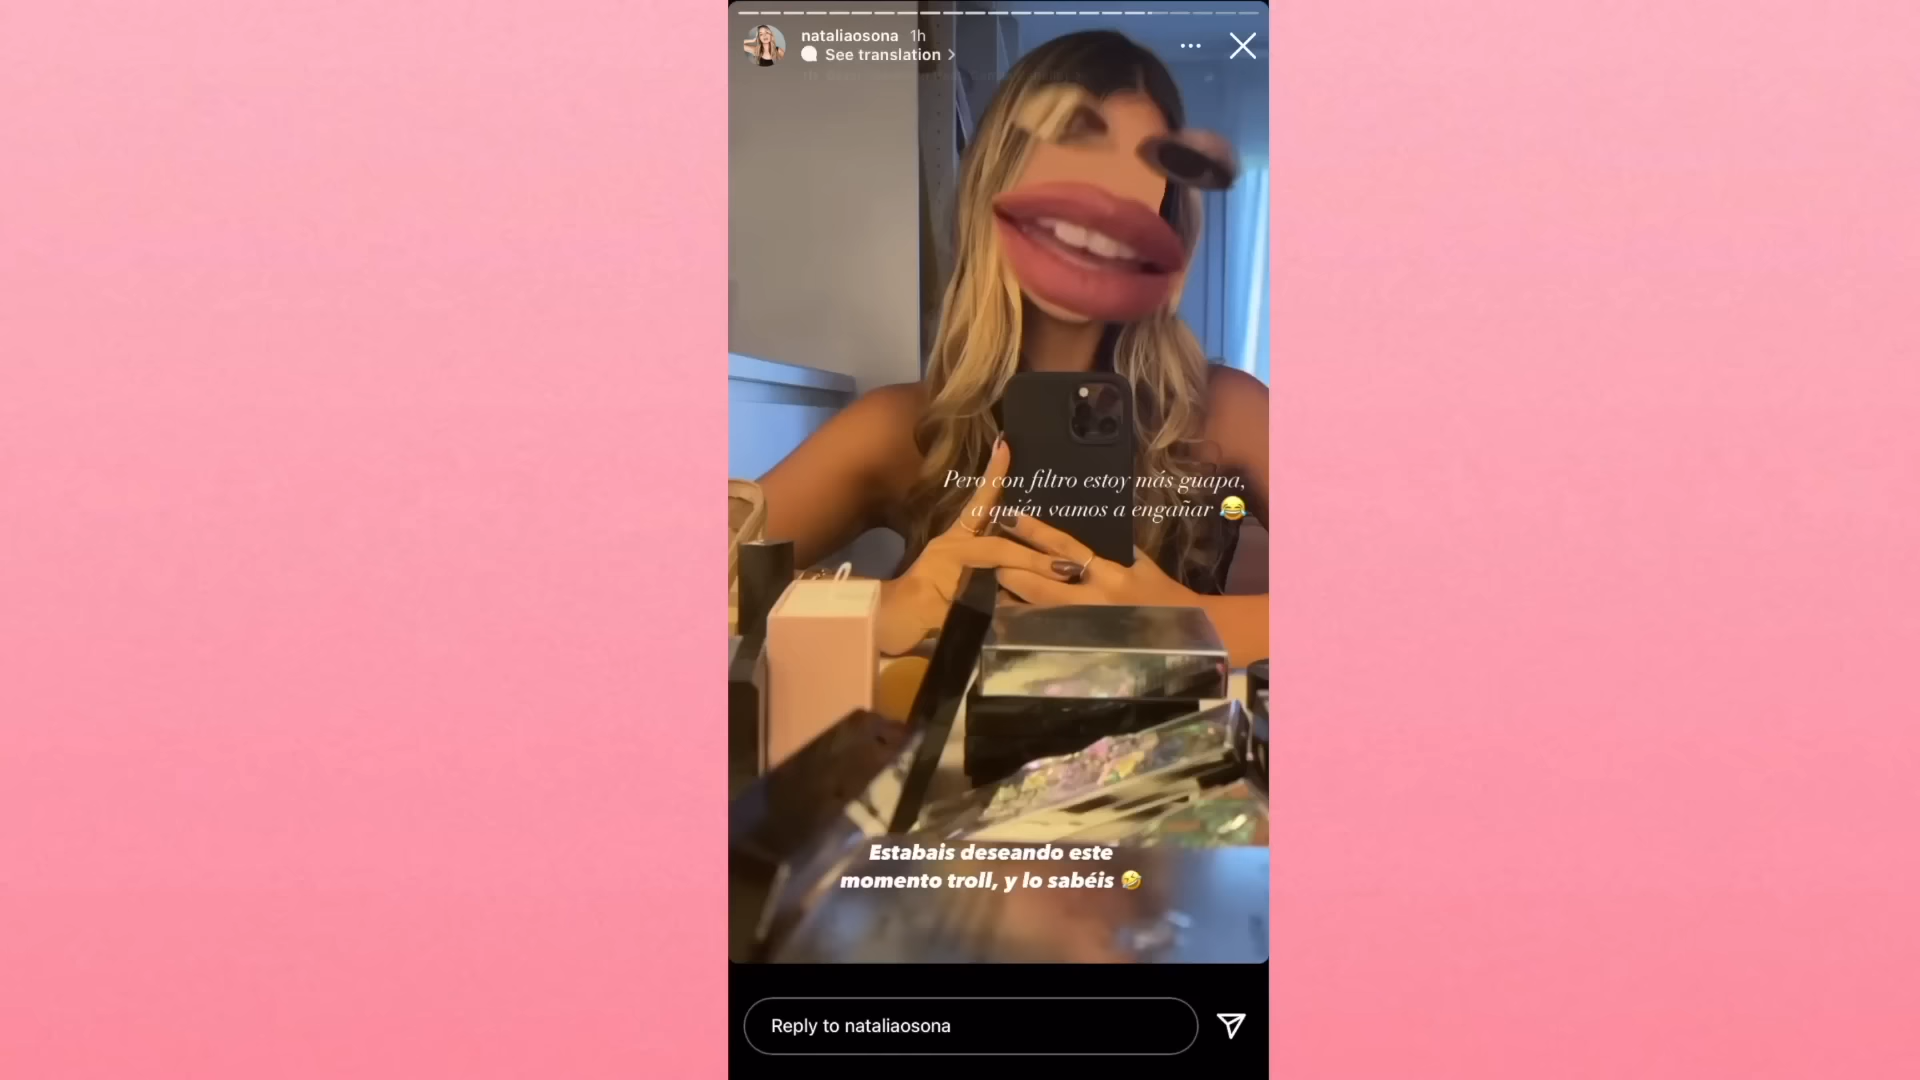 nataliaosona 1h
See translation
Pero con filtro estoy más guapa,
a quién vamos a engañar 😂
Estabais deseando este
momento troll, y lo sabéis 🤣
Reply to nataliaosona